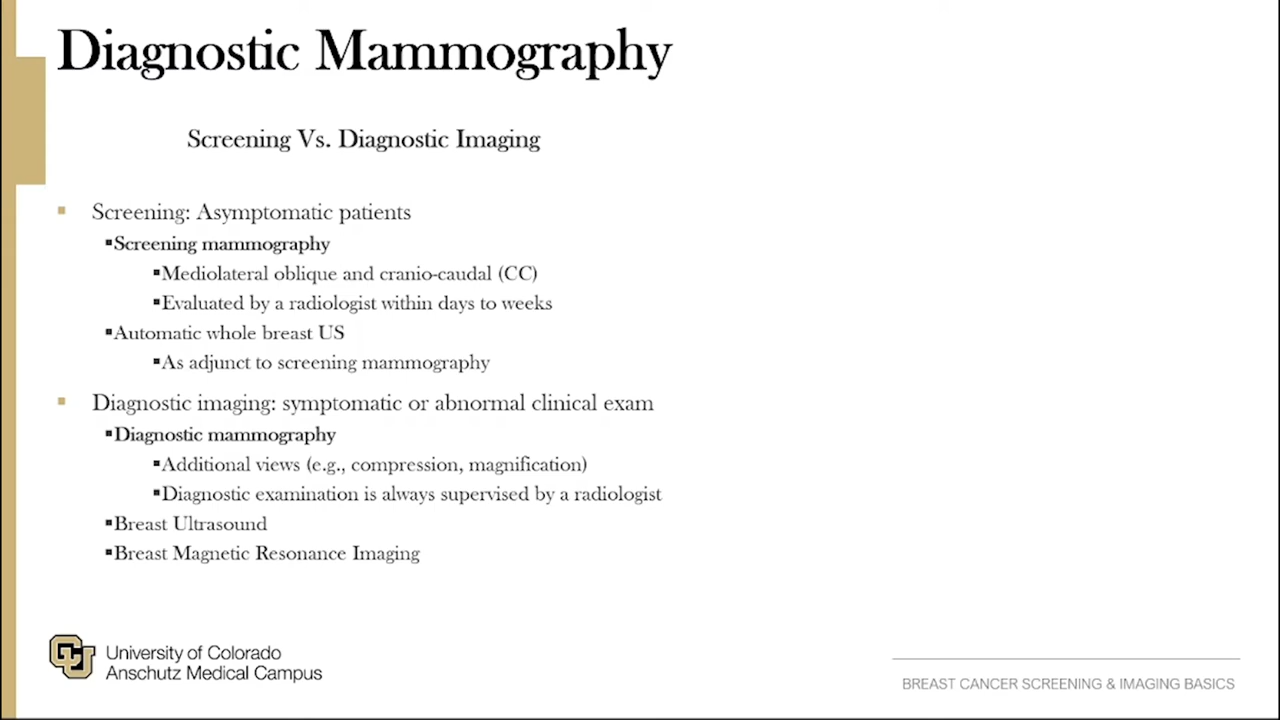 Diagnostic Mammography
Screening Vs. Diagnostic Imaging
▪ Screening: Asymptomatic patients
▪Screening mammography
▪Mediolateral oblique and cranio-caudal (CC)
▪Evaluated by a radiologist within days to weeks
▪Automatic whole breast US
▪As adjunct to screening mammography
▪ Diagnostic imaging: symptomatic or abnormal clinical exam
▪Diagnostic mammography
▪Additional views (e.g., compression, magnification)
▪Diagnostic examination is always supervised by a radiologist
▪Breast Ultrasound
▪Breast Magnetic Resonance Imaging
CU
University of Colorado
Anschutz Medical Campus
BREAST CANCER SCREENING & IMAGING BASICS